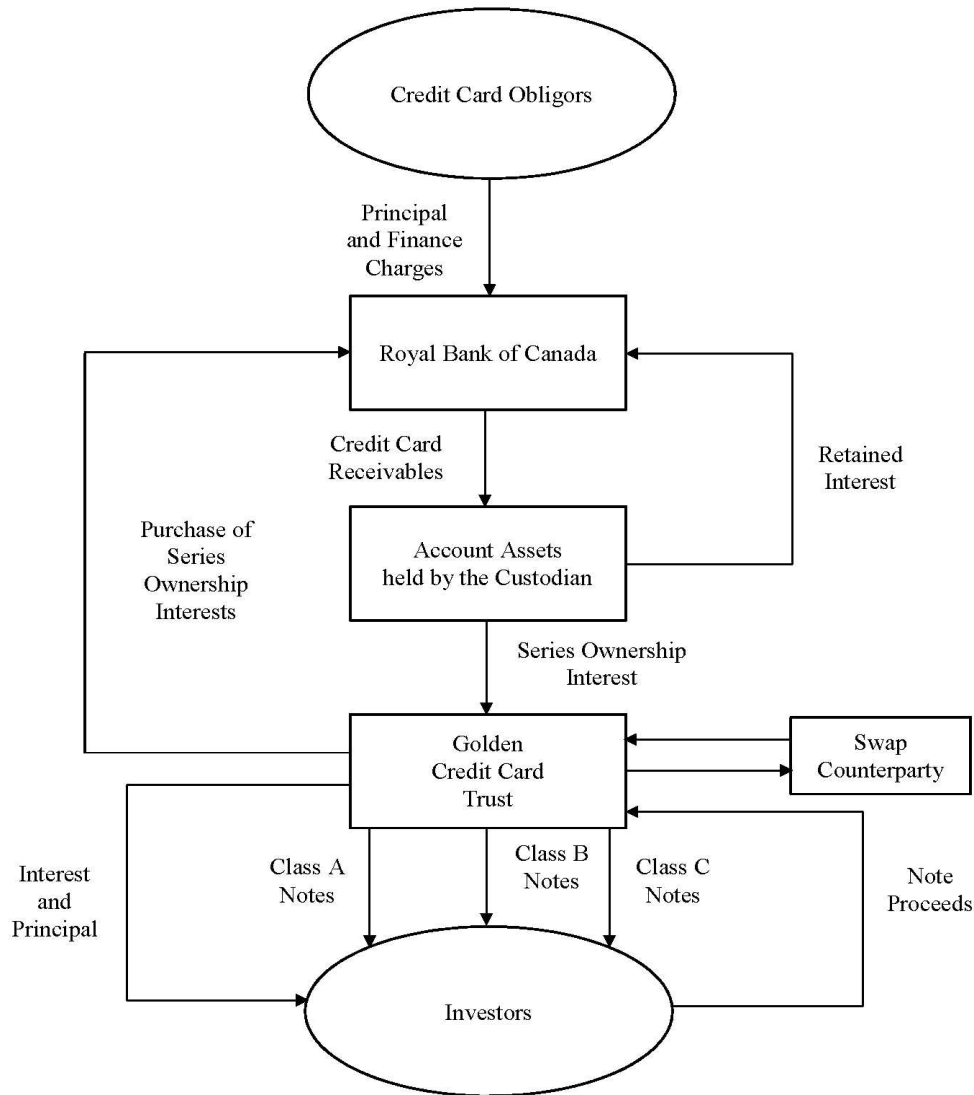 Credit Card Obligors
Principal
and Finance
Charges
Royal Bank of Canada
Credit Card
Receivables
Retained
Interest
Purchase of
Series
Ownership
Interests
Account Assets
held by the Custodian
Series Ownership
Interest
Golden
Credit Card
Trust
Swap
Counterparty
Interest
and
Principal
Class A
Notes
Class B
Notes
Class C
Notes
Note
Proceeds
Investors